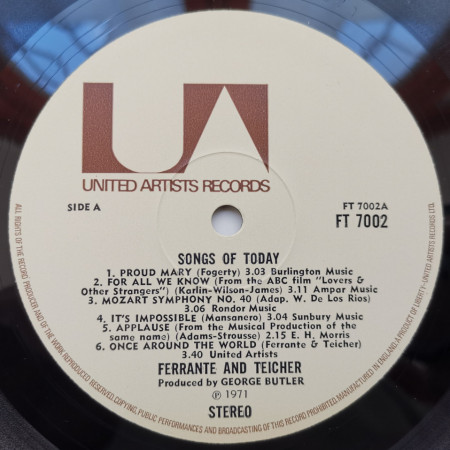 UA
UNITED ARTISTS RECORDS
SIDE A
FT 7002A
FT 7002
SONGS OF TODAY
1. PROUD MARY (Fogerty) 3.03 Burlington Music
2. FOR ALL WE KNOW (From the ABC film "Lovers &
Other Strangers") (Karlin-Wilson-James) 3.11 Ampar Music
3. MOZART SYMPHONY NO. 40 (Adap. W. De Los Rios)
3.06 Rondor Music
4. IT'S IMPOSSIBLE (Mansanero) 3.04 Sunbury Music
5. APPLAUSE (From the Musical Production of the
same name) (Adams-Strousse) 2.15 E. H. Morris
6. ONCE AROUND THE WORLD (Ferrante & Teicher)
3.40 United Artists
FERRANTE AND TEICHER
Produced by GEORGE BUTLER
℗ 1971
STEREO
ALL RIGHTS OF THE RECORD PRODUCER AND OF THE OWNER OF THE WORK REPRODUCED RESERVED. COPYING, PUBLIC PERFORMANCES AND BROADCASTING OF THIS RECORD PROHIBITED. MANUFACTURED IN ENGLAND. A PRODUCT OF LIBERTY/-UNITED ARTISTS RECORDS LTD.